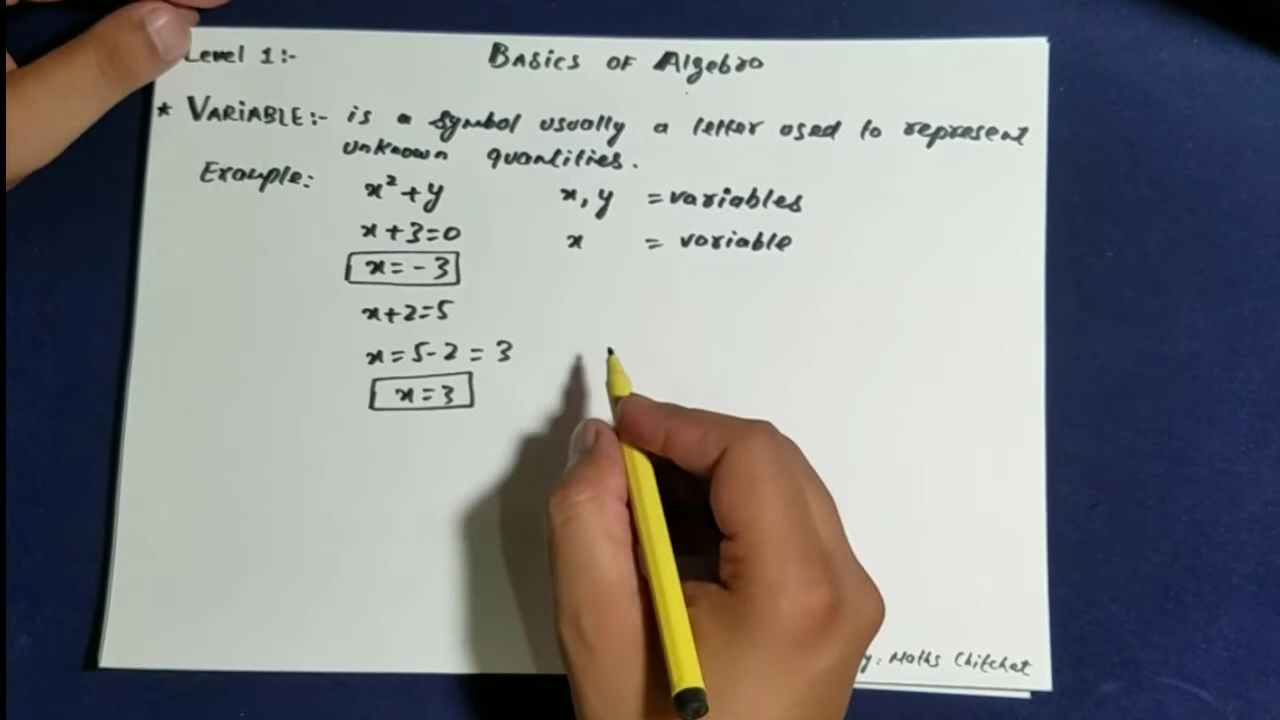 Level 1:-
Basics of Algebra
* VARIABLE:- is a symbol usually a letter used to represent
unknown quantities.
Example:
x²+y    x, y = variables
x+3=0    x = variable
x=-3
x+2=5
x=5-2=3
x=3
y: Maths Chitchat